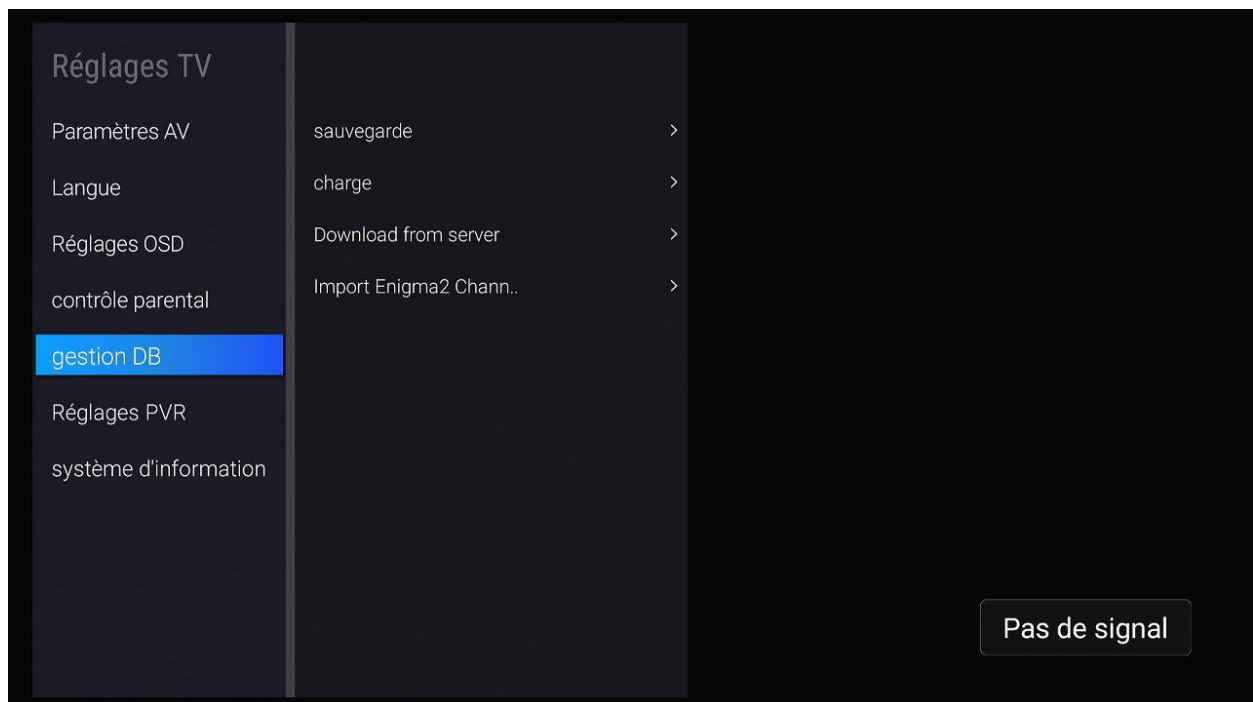 Réglages TV
Paramètres AV
Langue
Réglages OSD
contrôle parental
gestion DB
Réglages PVR
système d'information
sauvegarde
charge
Download from server
Import Enigma2 Chann..
Pas de signal